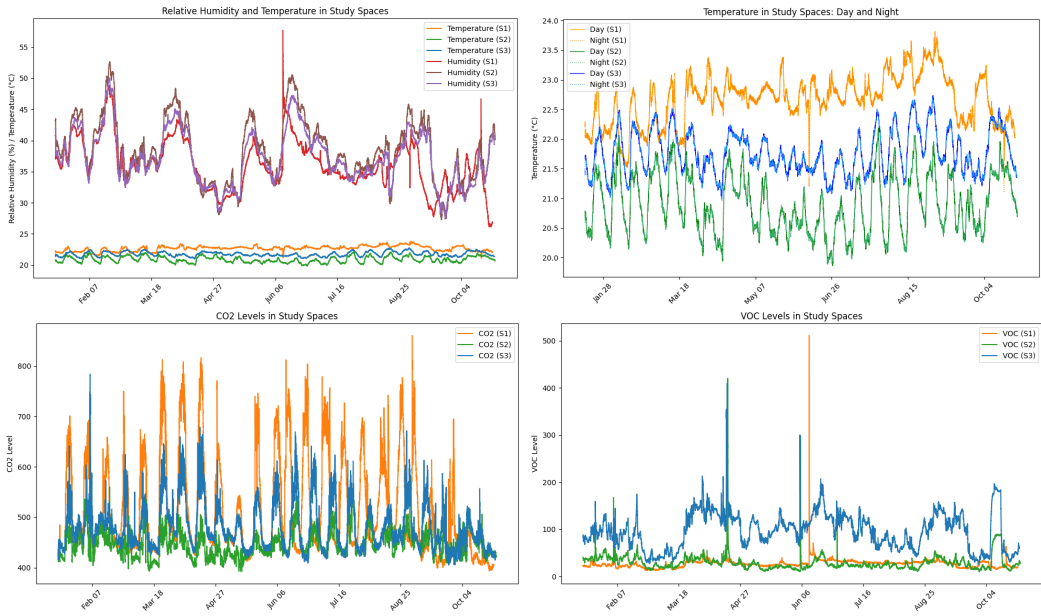 Relative Humidity and Temperature in Study Spaces
Relative Humidity (%) / Temperature (°C)
55
50
45
40
35
30
25
20
Temperature (S1)
Temperature (S2)
Temperature (S3)
Humidity (S1)
Humidity (S2)
Humidity (S3)
Feb 07
Mar 18
Apr 27
Jun 06
Jul 16
Aug 25
Oct 04
Temperature in Study Spaces: Day and Night
Temperature (°C)
24.0
23.5
23.0
22.5
22.0
21.5
21.0
20.5
20.0
Day (S1)
Night (S1)
Day (S2)
Night (S2)
Day (S3)
Night (S3)
Jan 28
Mar 18
May 07
Jun 26
Aug 15
Oct 04
CO2 Levels in Study Spaces
CO2 Level
800
700
600
500
400
CO2 (S1)
CO2 (S2)
CO2 (S3)
Feb 07
Mar 18
Apr 27
Jun 06
Jul 16
Aug 25
Oct 04
VOC Levels in Study Spaces
VOC Level
500
400
300
200
100
0
VOC (S1)
VOC (S2)
VOC (S3)
Feb 07
Mar 18
Apr 27
Jun 06
Jul 16
Aug 25
Oct 04